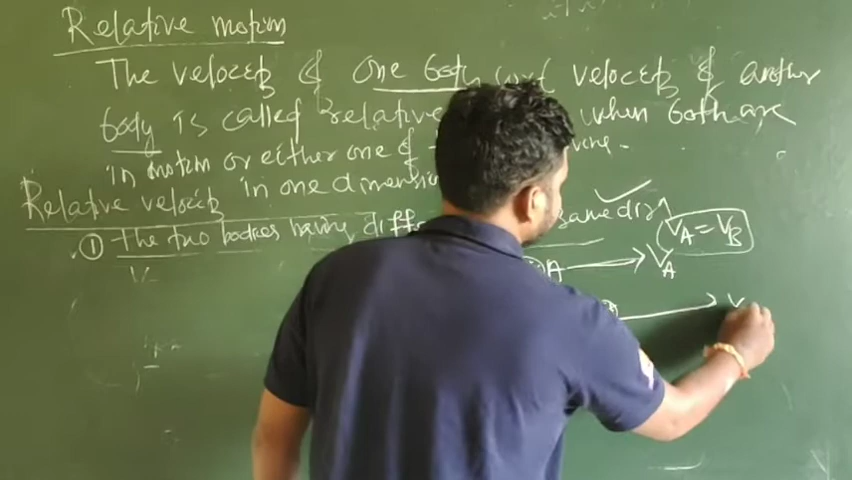 Relative motion
The velocity of one body w.r.t velocity of another
body is called relative when both are
in motion or either one of
Relative velocity in one dimension
① The two bodies having diff same dir
VA = VB
A VA
V